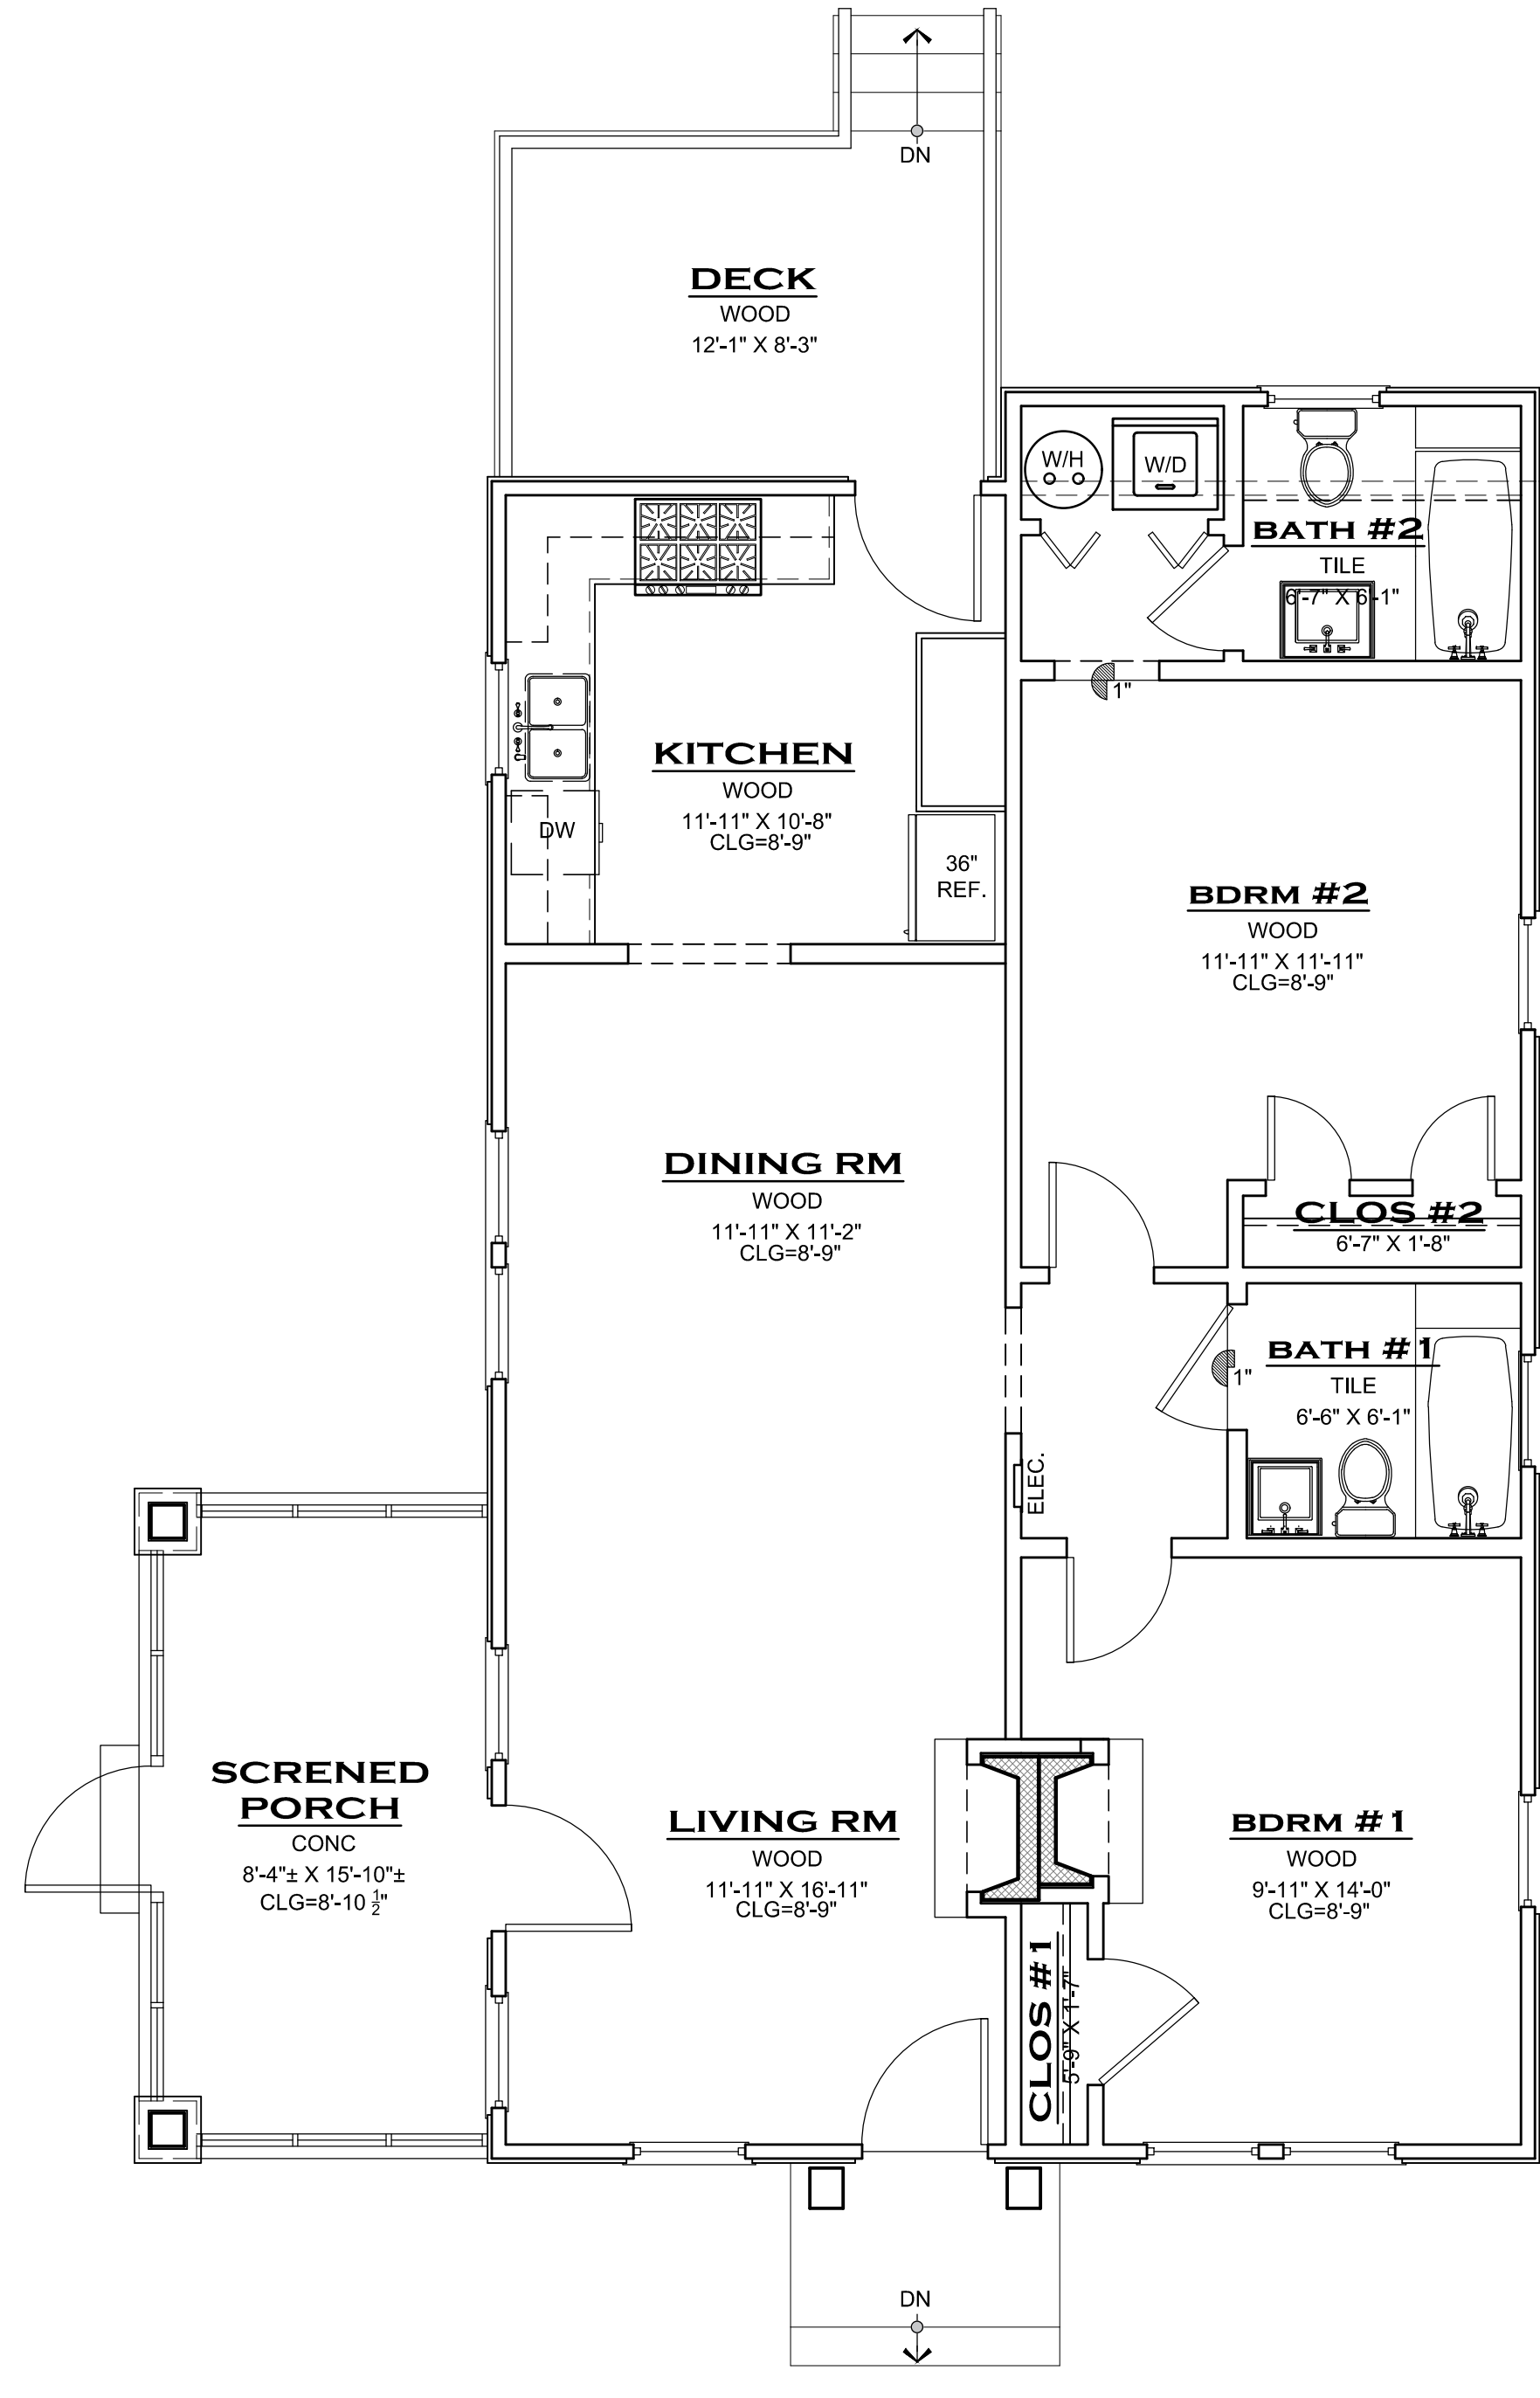 DN
DECK
WOOD
12'-1" X 8'-3"
W/H
W/D
BATH #2
TILE
6'-7" X 6'-1"
1"
KITCHEN
WOOD
11'-11" X 10'-8"
CLG=8'-9"
DW
36"
REF.
BDRM #2
WOOD
11'-11" X 11'-11"
CLG=8'-9"
DINING RM
WOOD
11'-11" X 11'-2"
CLG=8'-9"
CLOS #2
6'-7" X 1'-8"
BATH #1
TILE
6'-6" X 6'-1"
1"
ELEC.
SCRENED
PORCH
CONC
8'-4"± X 15'-10"±
CLG=8'-10 1/2"
LIVING RM
WOOD
11'-11" X 16'-11"
CLG=8'-9"
BDRM #1
WOOD
9'-11" X 14'-0"
CLG=8'-9"
CLOS #1
5'-9" X 1'-7"
DN